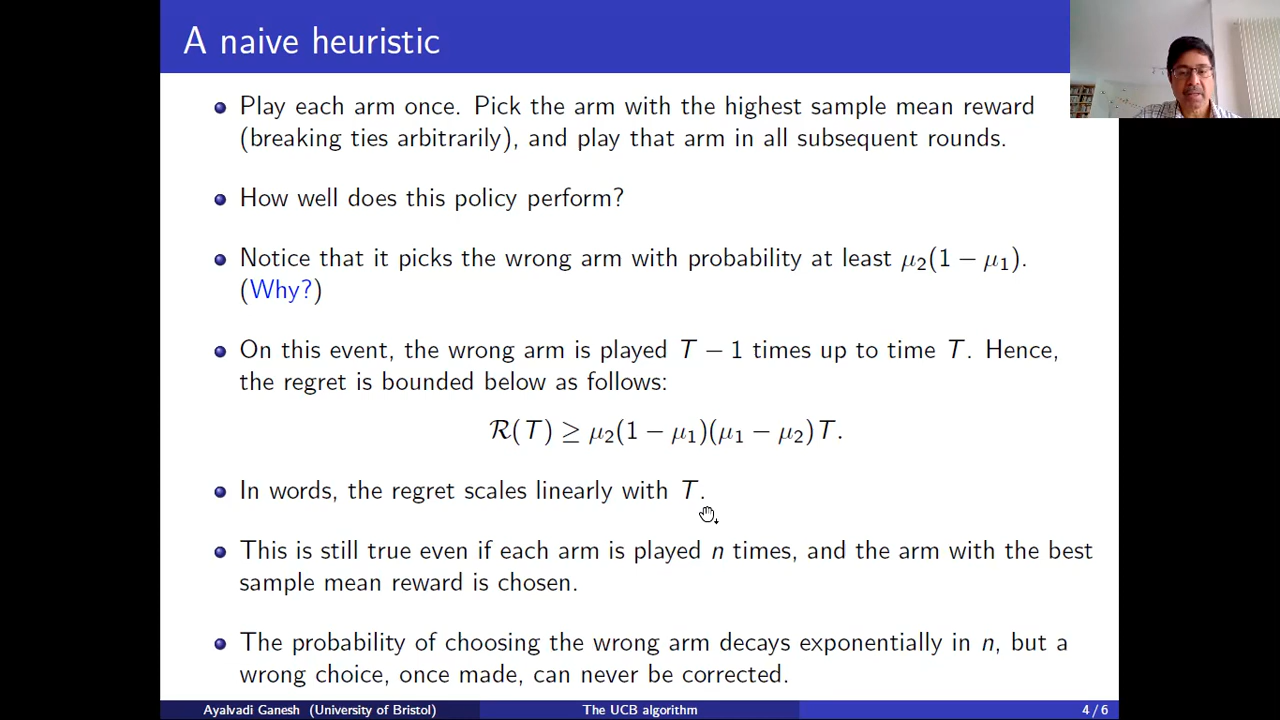 A naive heuristic
Play each arm once. Pick the arm with the highest sample mean reward
(breaking ties arbitrarily), and play that arm in all subsequent rounds.
How well does this policy perform?
Notice that it picks the wrong arm with probability at least μ₂(1 − μ₁).
(Why?)
On this event, the wrong arm is played T − 1 times up to time T. Hence,
the regret is bounded below as follows:
R(T) ≥ μ₂(1 − μ₁)(μ₁ − μ₂)T.
In words, the regret scales linearly with T.
This is still true even if each arm is played n times, and the arm with the best
sample mean reward is chosen.
The probability of choosing the wrong arm decays exponentially in n, but a
wrong choice, once made, can never be corrected.
Ayalvadi Ganesh (University of Bristol) The UCB algorithm 4 / 6